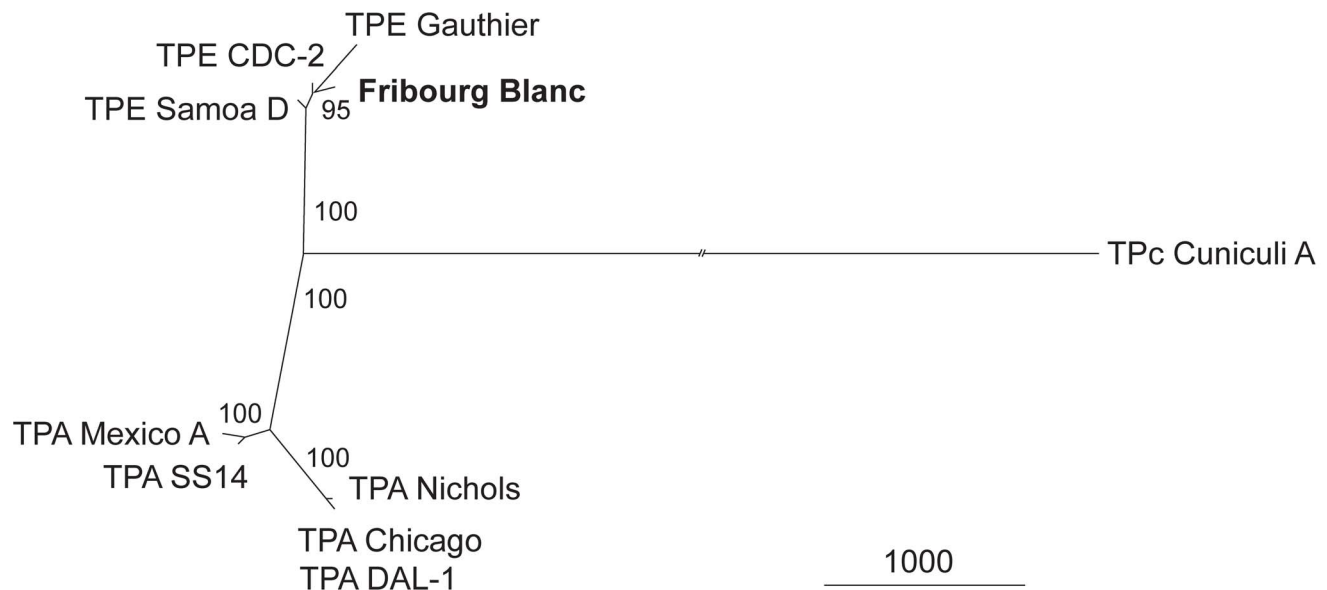 TPE Gauthier
TPE CDC-2
Fribourg Blanc
TPE Samoa D
95
100
TPc Cuniculi A
100
100
TPA Mexico A
100
TPA SS14
TPA Nichols
TPA Chicago
TPA DAL-1
1000